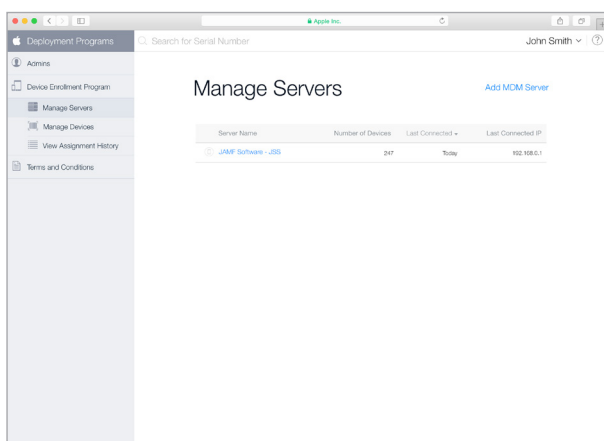 Apple Inc.
Deployment Programs
Search for Serial Number
John Smith
?
Admins
Device Enrollment Program
Manage Servers
Manage Devices
View Assignment History
Terms and Conditions
Manage Servers
Add MDM Server
Server Name Number of Devices Last Connected Last Connected IP
JAMF Software - JSS 247 Today 192.168.0.1